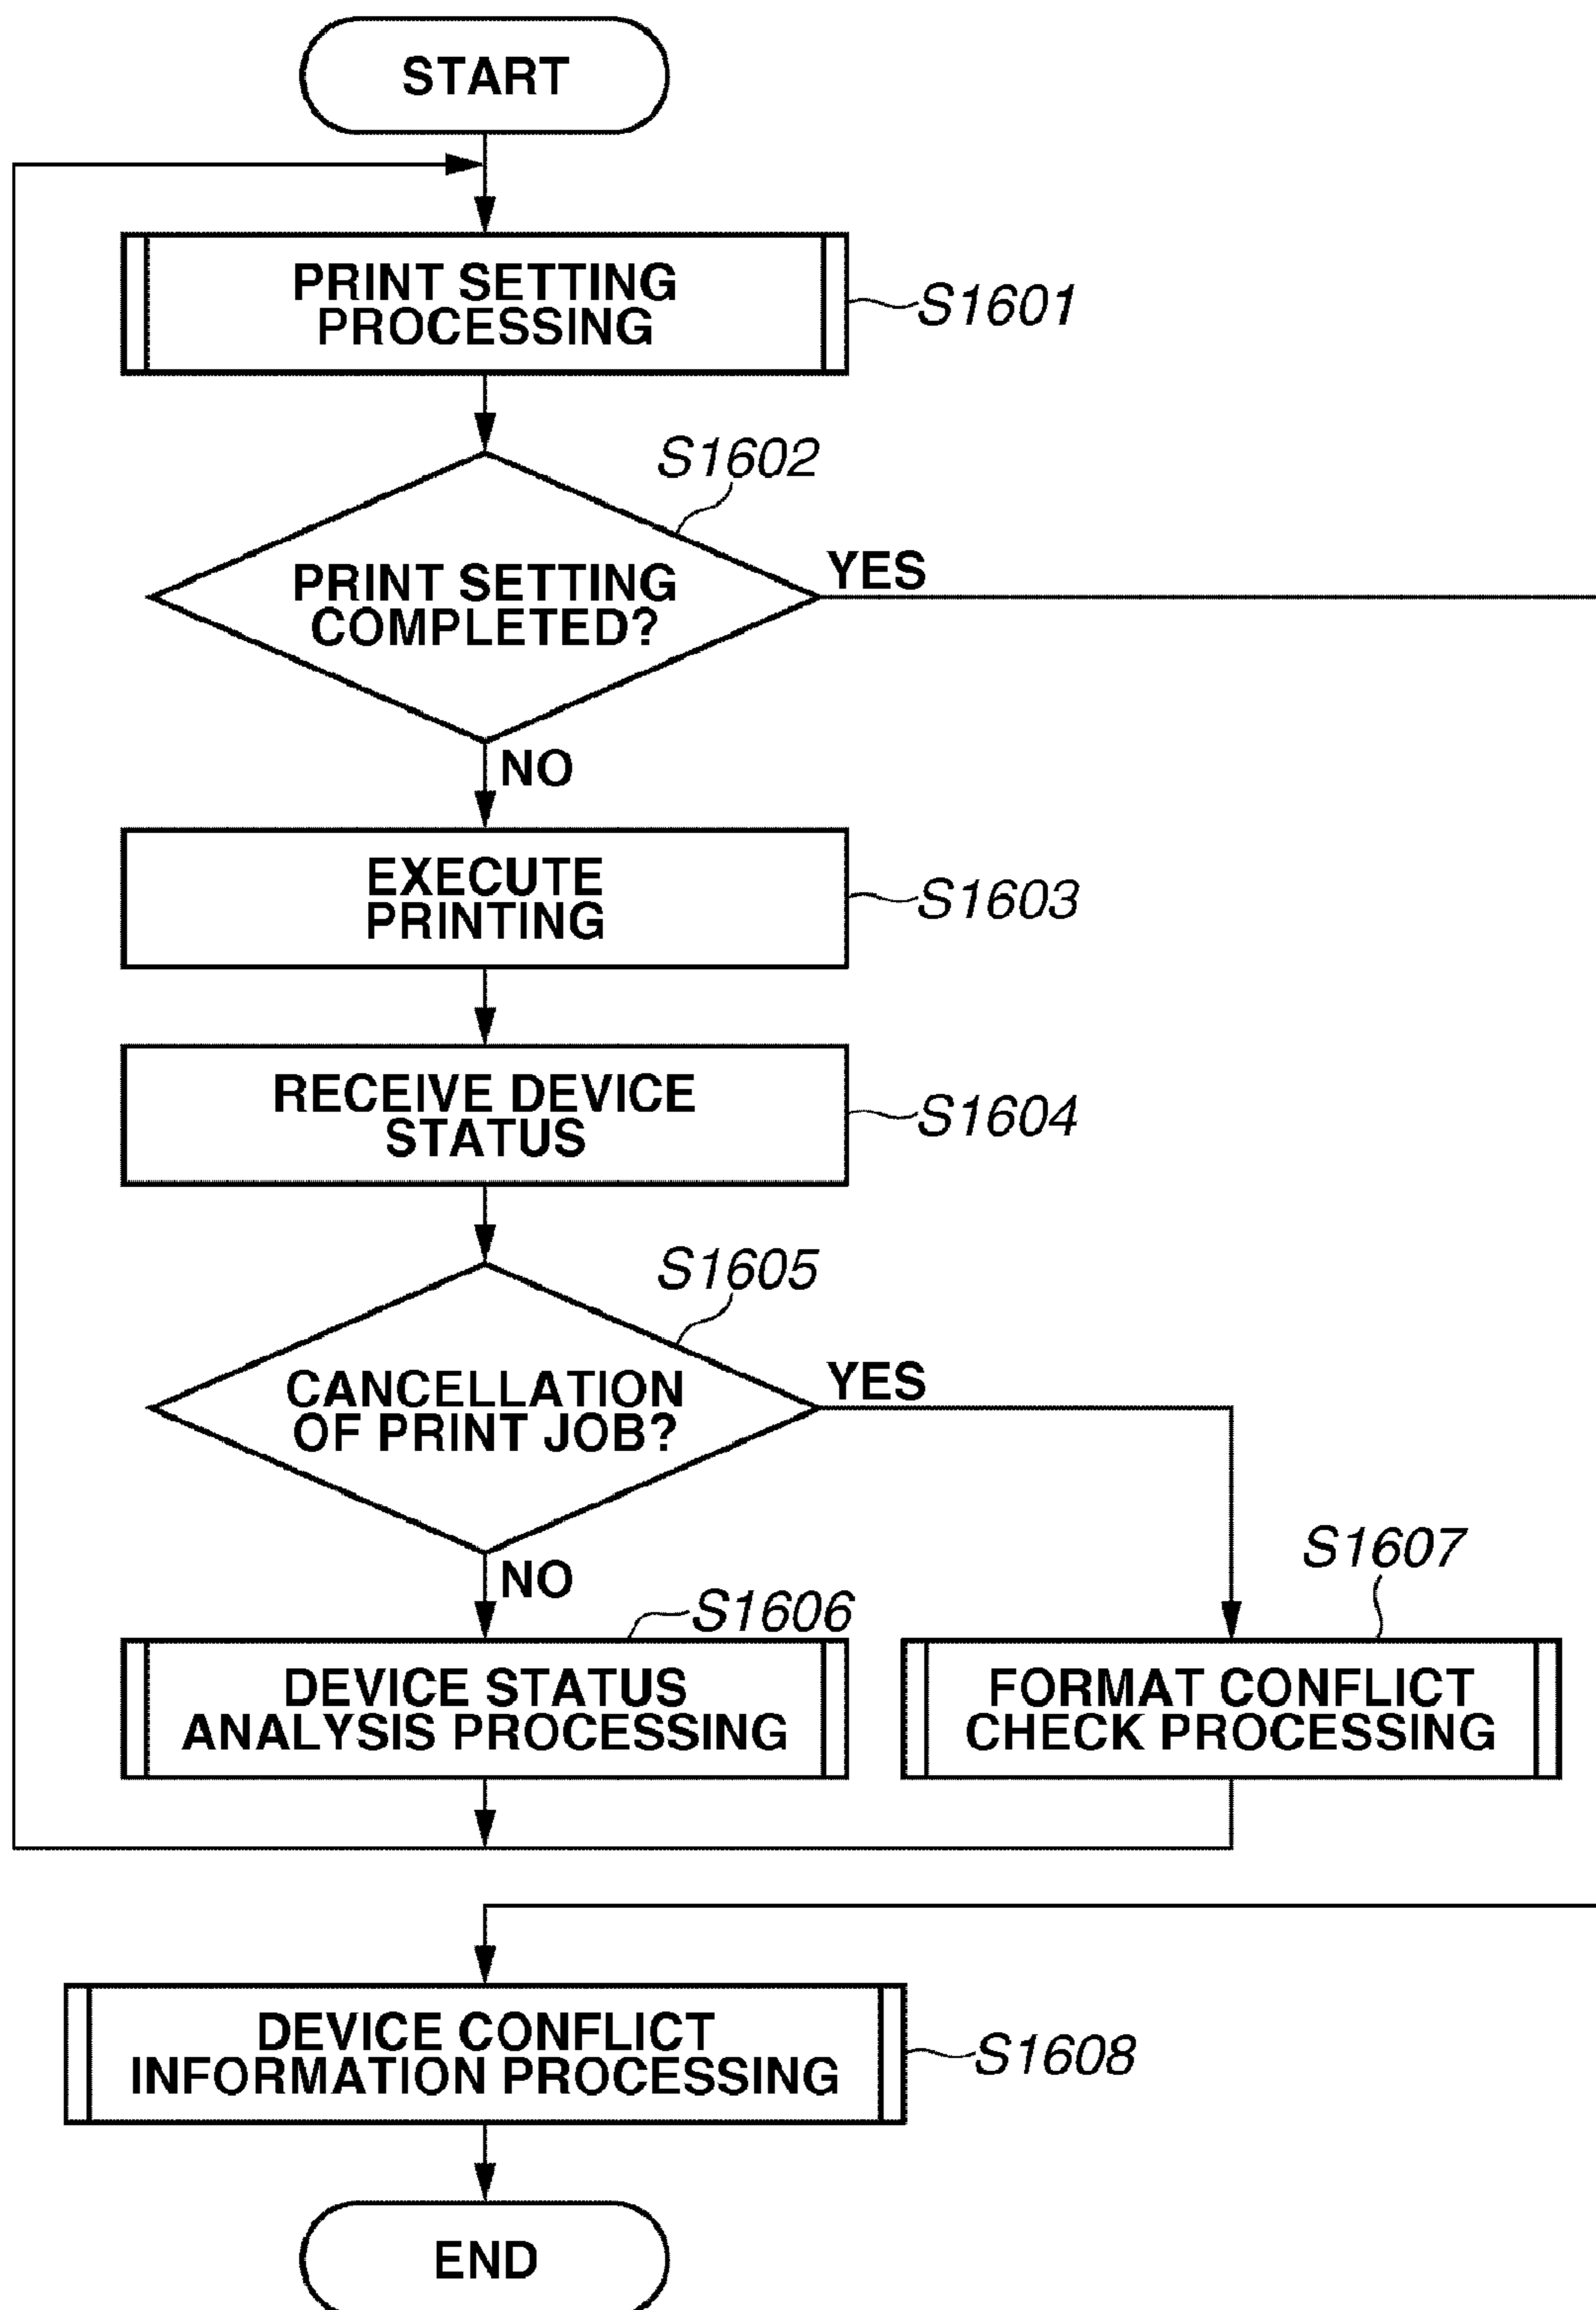 START
PRINT SETTING
PROCESSING
S1601
S1602
PRINT SETTING
COMPLETED?
YES
NO
EXECUTE
PRINTING
S1603
RECEIVE DEVICE
STATUS
S1604
S1605
CANCELLATION
OF PRINT JOB?
YES
NO
S1606
DEVICE STATUS
ANALYSIS PROCESSING
S1607
FORMAT CONFLICT
CHECK PROCESSING
DEVICE CONFLICT
INFORMATION PROCESSING
S1608
END